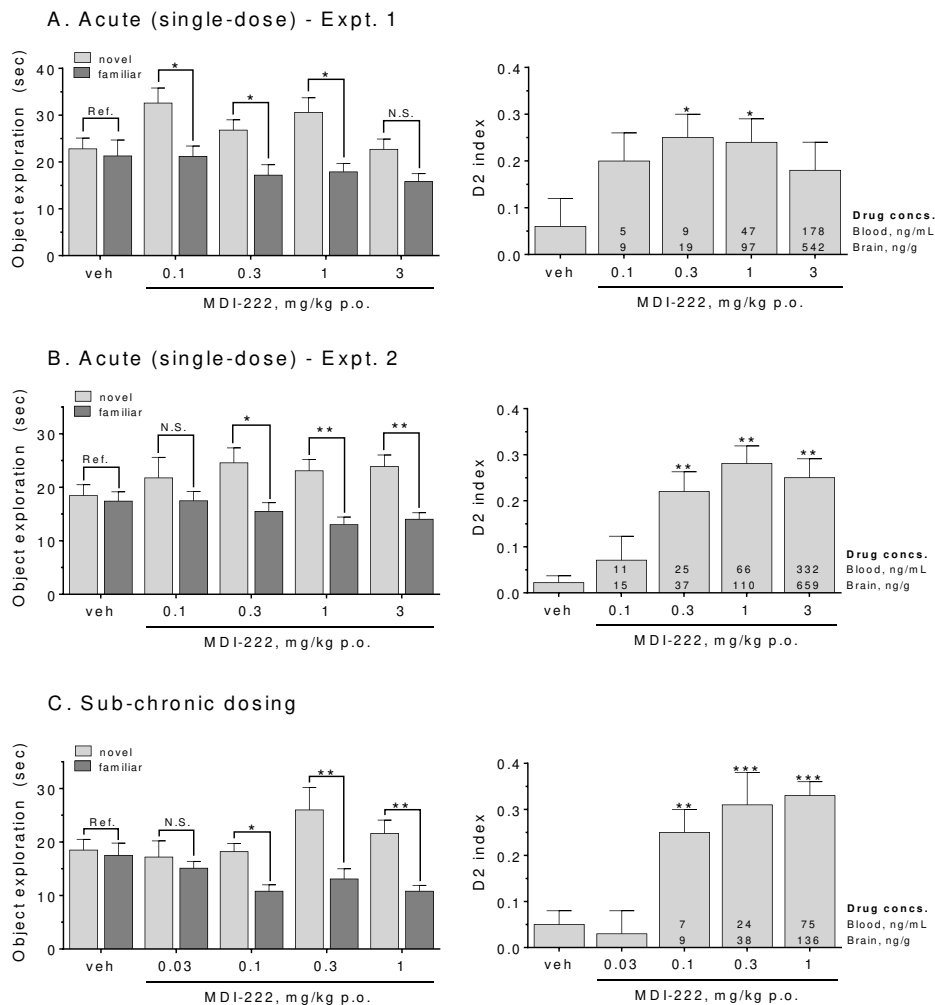 A. Acute (single-dose) - Expt. 1
novel
familiar
Object exploration (sec)
40
30
20
10
0
Ref.
*
*
*
N.S.
veh
0.1
0.3
1
3
MDI-222, mg/kg p.o.
D2 index
0.4
0.3
0.2
0.1
0.0
*
*
Drug concs.
5 9 47 178 Blood, ng/mL
9 19 97 542 Brain, ng/g
veh
0.1
0.3
1
3
MDI-222, mg/kg p.o.
B. Acute (single-dose) - Expt. 2
novel
familiar
Object exploration (sec)
30
20
10
0
Ref.
N.S.
*
**
**
veh
0.1
0.3
1
3
MDI-222, mg/kg p.o.
D2 index
0.4
0.3
0.2
0.1
0.0
**
**
**
Drug concs.
11 25 66 332 Blood, ng/mL
15 37 110 659 Brain, ng/g
veh
0.1
0.3
1
3
MDI-222, mg/kg p.o.
C. Sub-chronic dosing
novel
familiar
Object exploration (sec)
30
20
10
0
Ref.
N.S.
*
**
**
veh
0.03
0.1
0.3
1
MDI-222, mg/kg p.o.
D2 index
0.4
0.3
0.2
0.1
0.0
**
***
***
Drug concs.
7 24 75 Blood, ng/mL
9 38 136 Brain, ng/g
veh
0.03
0.1
0.3
1
MDI-222, mg/kg p.o.